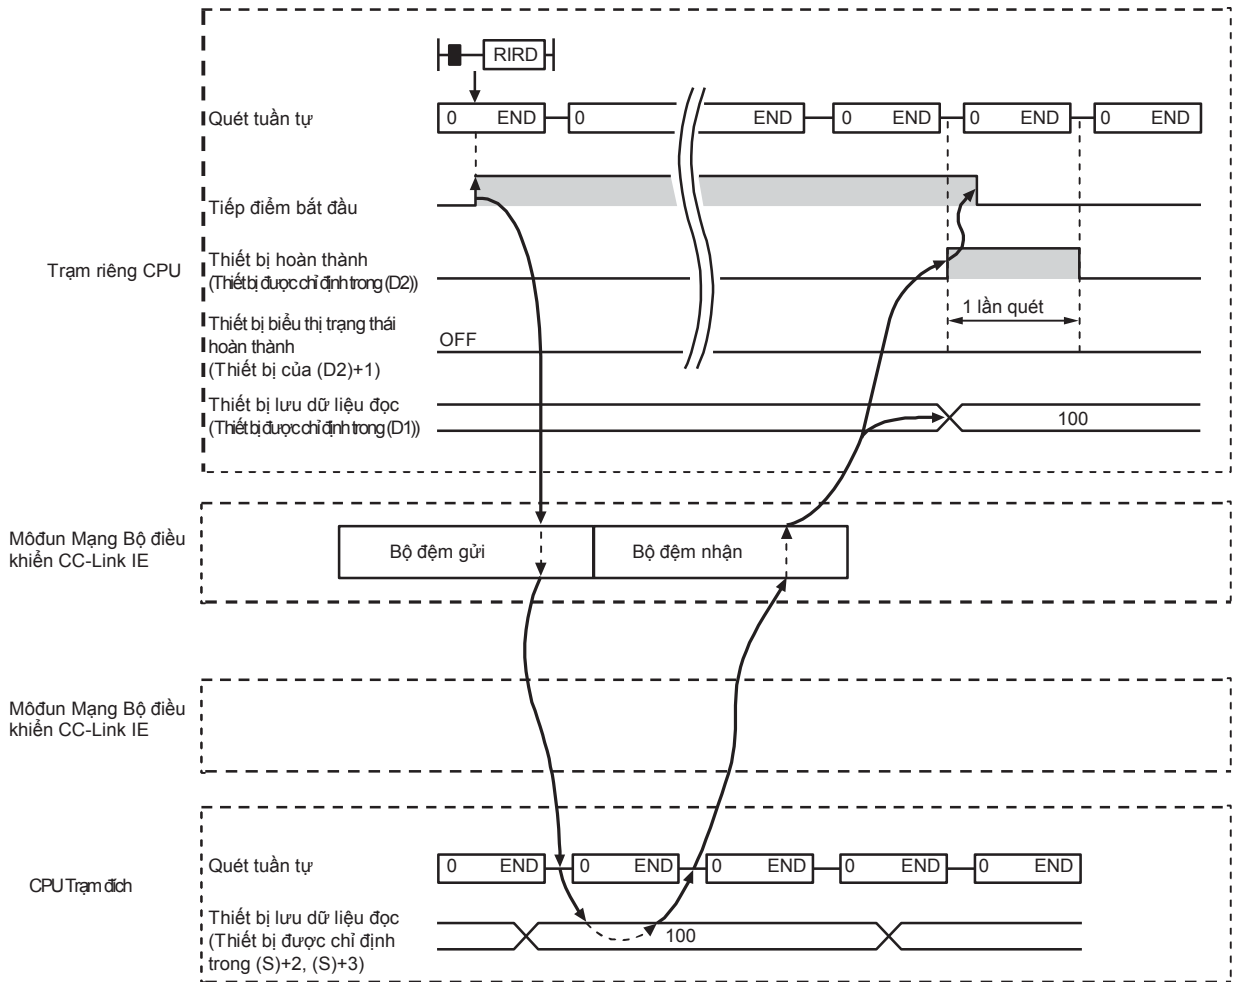 RIRD
Quét tuần tự
0 END 0 END 0 END 0 END 0 END
Tiếp điểm bắt đầu
Trạm riêng CPU
Thiết bị hoàn thành
(Thiết bị được chỉ định trong (D2))
1 lần quét
Thiết bị biểu thị trạng thái
hoàn thành
(Thiết bị của (D2)+1)
OFF
Thiết bị lưu dữ liệu đọc
(Thiết bị được chỉ định trong (D1))
100
Môđun Mạng Bộ điều
khiển CC-Link IE
Bộ đệm gửi
Bộ đệm nhận
Môđun Mạng Bộ điều
khiển CC-Link IE
CPU Trạm đích
Quét tuần tự
0 END 0 END 0 END 0 END 0 END
Thiết bị lưu dữ liệu đọc
(Thiết bị được chỉ định
trong (S)+2, (S)+3)
100